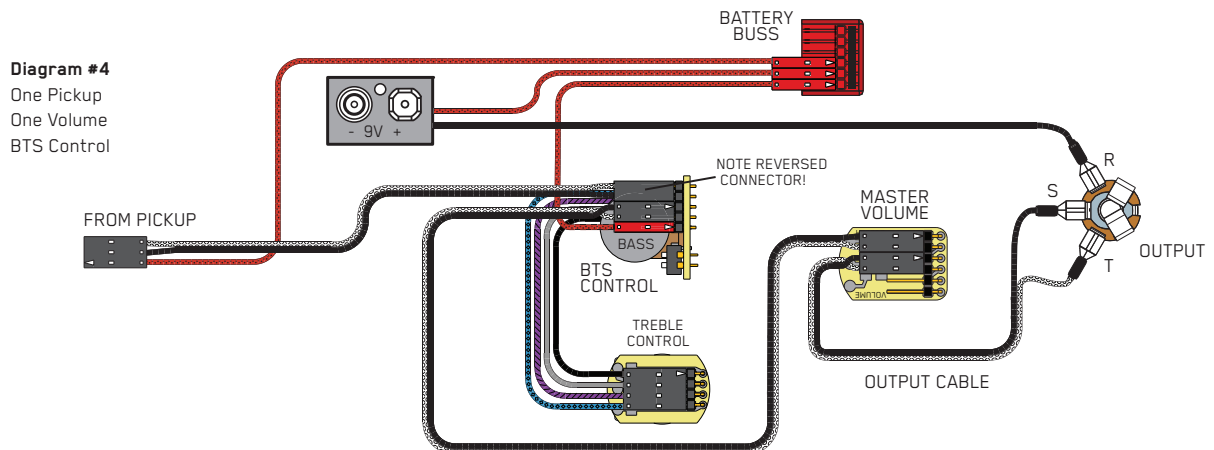 BATTERY
BUSS
Diagram #4
One Pickup
One Volume
BTS Control
- 9V +
NOTE REVERSED
CONNECTOR!
R
S
MASTER
VOLUME
FROM PICKUP
BASS
OUTPUT
BTS
CONTROL
T
VOLUME
TREBLE
CONTROL
OUTPUT CABLE